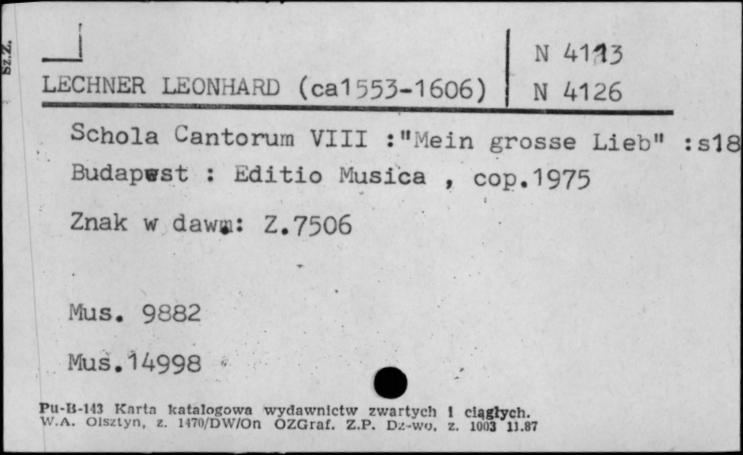 Sz.Z.
N 4113
LECHNER LEONHARD (ca1553-1606)
N 4126
Schola Cantorum VIII :"Mein grosse Lieb" :s18
Budapest : Editio Musica , cop.1975
Znak w dawn: Z.7506
Mus. 9882
Mus.14998
Pu-B-143 Karta katalogowa wydawnictw zwartych i ciągłych.
W.A. Olsztyn, z. 1470/DW/On OZGraf. Z.P. Dz-wo, z. 1003 11.87